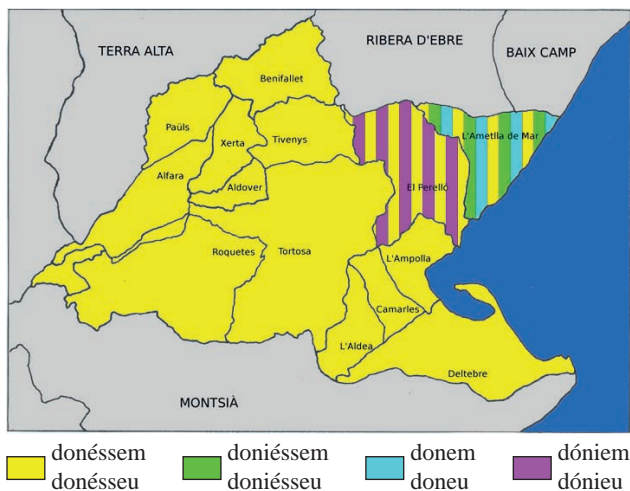 TERRA ALTA
RIBERA D'EBRE
BAIX CAMP
Benifallet
Paüls
Xerta
Tivenys
L'Ametlla de Mar
Alfara
Aldover
El Perelló
Roquetes
Tortosa
L'Ampolla
Camarles
L'Aldea
Deltebre
MONTSIÀ
donéssem doniéssem donem dóniem
donésseu doniésseu doneu dónieu